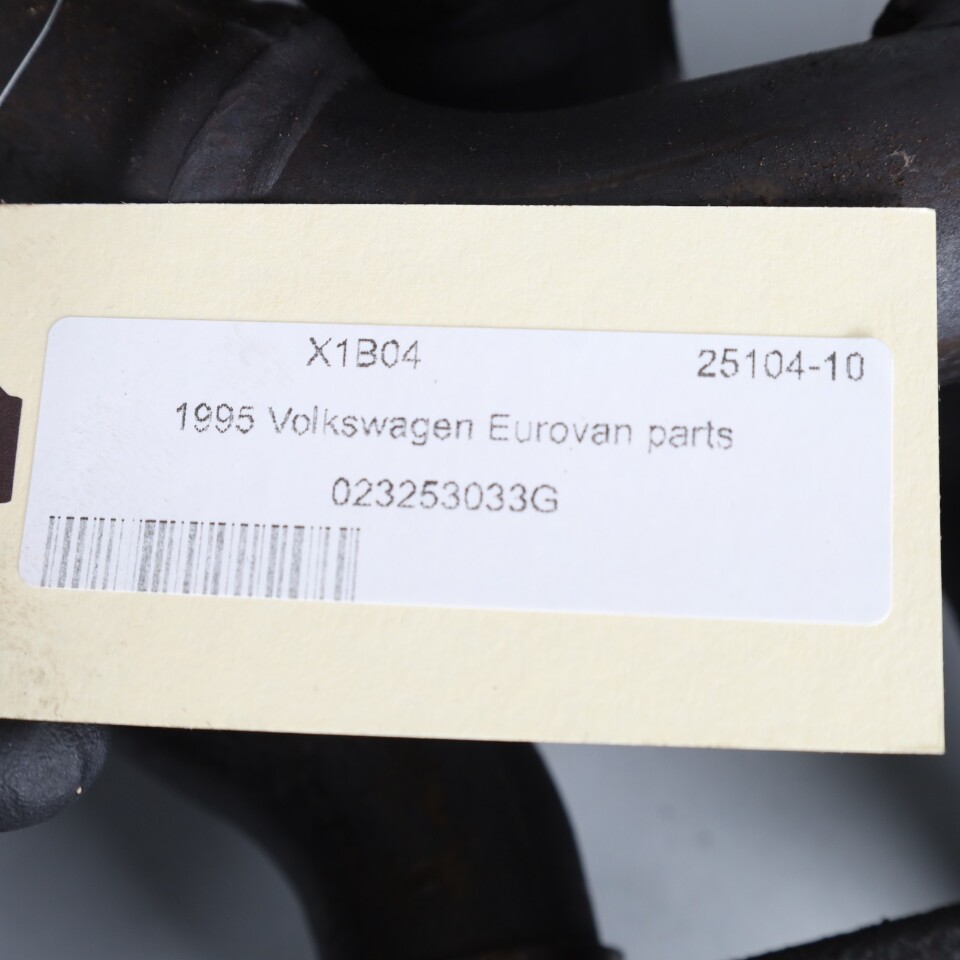 X1B04 25104-10
1995 Volkswagen Eurovan parts
023253033G